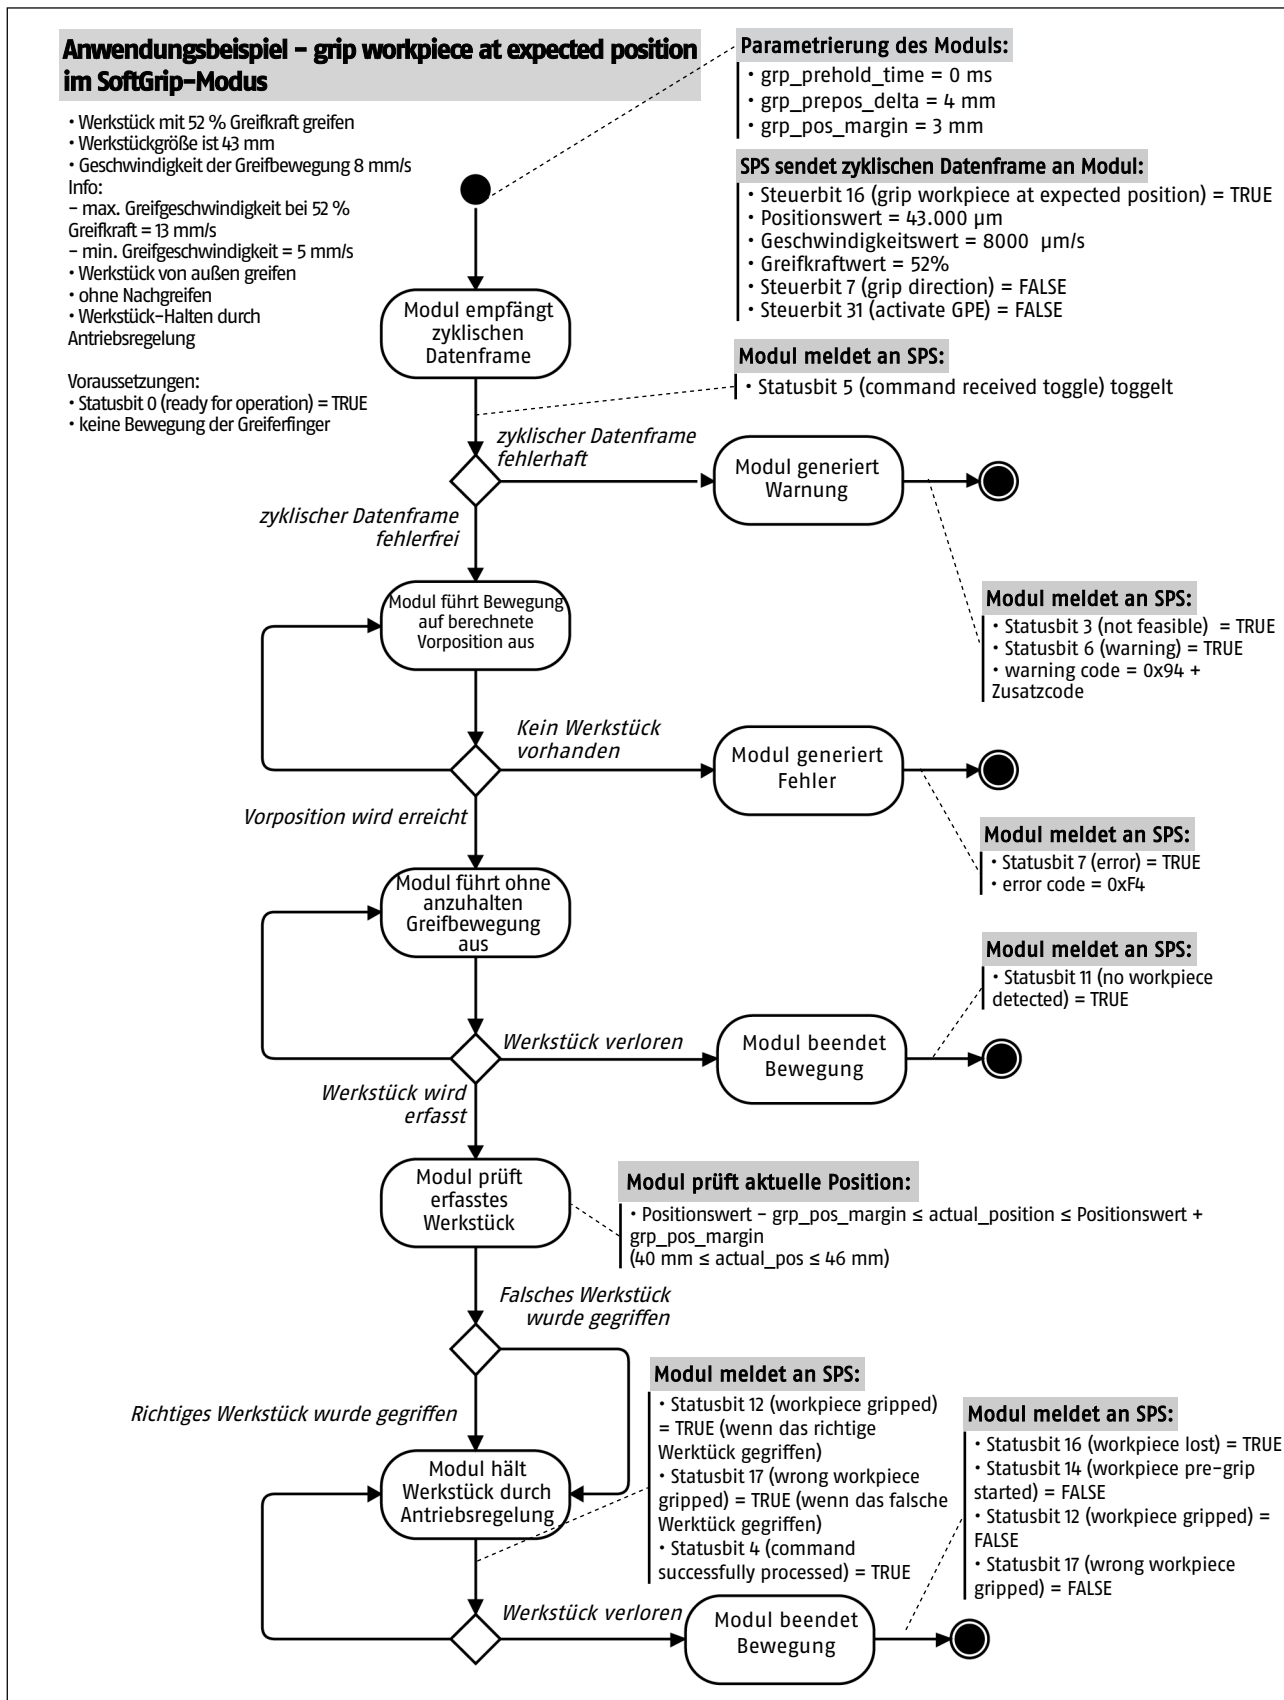 Anwendungsbeispiel – grip workpiece at expected position
im SoftGrip-Modus
• Werkstück mit 52 % Greifkraft greifen
• Werkstückgröße ist 43 mm
• Geschwindigkeit der Greifbewegung 8 mm/s
Info:
– max. Greifgeschwindigkeit bei 52 %
Greifkraft = 13 mm/s
– min. Greifgeschwindigkeit = 5 mm/s
• Werkstück von außen greifen
• ohne Nachgreifen
• Werkstück-Halten durch
Antriebsregelung
Voraussetzungen:
• Statusbit 0 (ready for operation) = TRUE
• keine Bewegung der Greiferfinger
Parametrierung des Moduls:
• grp_prehold_time = 0 ms
• grp_prepos_delta = 4 mm
• grp_pos_margin = 3 mm
SPS sendet zyklischen Datenframe an Modul:
• Steuerbit 16 (grip workpiece at expected position) = TRUE
• Positionswert = 43.000 µm
• Geschwindigkeitswert = 8000 µm/s
• Greifkraftwert = 52%
• Steuerbit 7 (grip direction) = FALSE
• Steuerbit 31 (activate GPE) = FALSE
Modul empfängt
zyklischen
Datenframe
Modul meldet an SPS:
• Statusbit 5 (command received toggle) toggelt
zyklischer Datenframe
fehlerhaft
Modul generiert
Warnung
zyklischer Datenframe
fehlerfrei
Modul meldet an SPS:
• Statusbit 3 (not feasible) = TRUE
• Statusbit 6 (warning) = TRUE
• warning code = 0x94 +
Zusatzcode
Modul führt Bewegung
auf berechnete
Vorposition aus
Kein Werkstück
vorhanden
Modul generiert
Fehler
Vorposition wird erreicht
Modul meldet an SPS:
• Statusbit 7 (error) = TRUE
• error code = 0xF4
Modul führt ohne
anzuhalten
Greifbewegung
aus
Modul meldet an SPS:
• Statusbit 11 (no workpiece
detected) = TRUE
Werkstück verloren
Modul beendet
Bewegung
Werkstück wird
erfasst
Modul prüft
erfasstes
Werkstück
Modul prüft aktuelle Position:
• Positionswert – grp_pos_margin ≤ actual_position ≤ Positionswert +
grp_pos_margin
(40 mm ≤ actual_pos ≤ 46 mm)
Falsches Werkstück
wurde gegriffen
Richtiges Werkstück wurde gegriffen
Modul hält
Werkstück durch
Antriebsregelung
Modul meldet an SPS:
• Statusbit 12 (workpiece gripped)
= TRUE (wenn das richtige
Werktück gegriffen)
• Statusbit 17 (wrong workpiece
gripped) = TRUE (wenn das falsche
Werktück gegriffen)
• Statusbit 4 (command
successfully processed) = TRUE
Modul meldet an SPS:
• Statusbit 16 (workpiece lost) = TRUE
• Statusbit 14 (workpiece pre-grip
started) = FALSE
• Statusbit 12 (workpiece gripped) =
FALSE
• Statusbit 17 (wrong workpiece
gripped) = FALSE
Werkstück verloren
Modul beendet
Bewegung